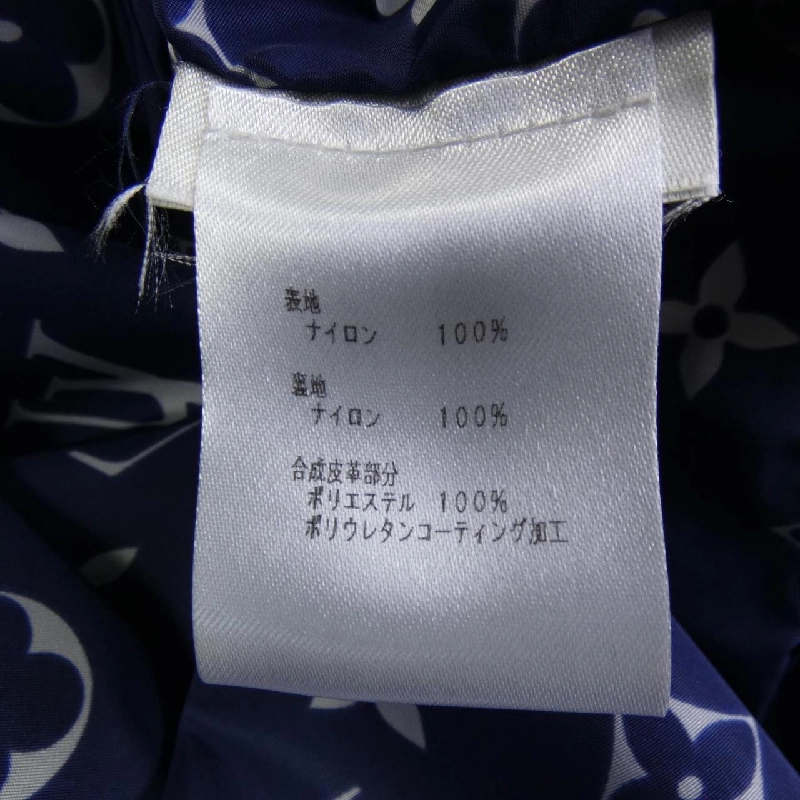 表地
ナイロン 100%
裏地
ナイロン 100%
合成皮革部分
ポリエステル 100%
ポリウレタンコーティング加工